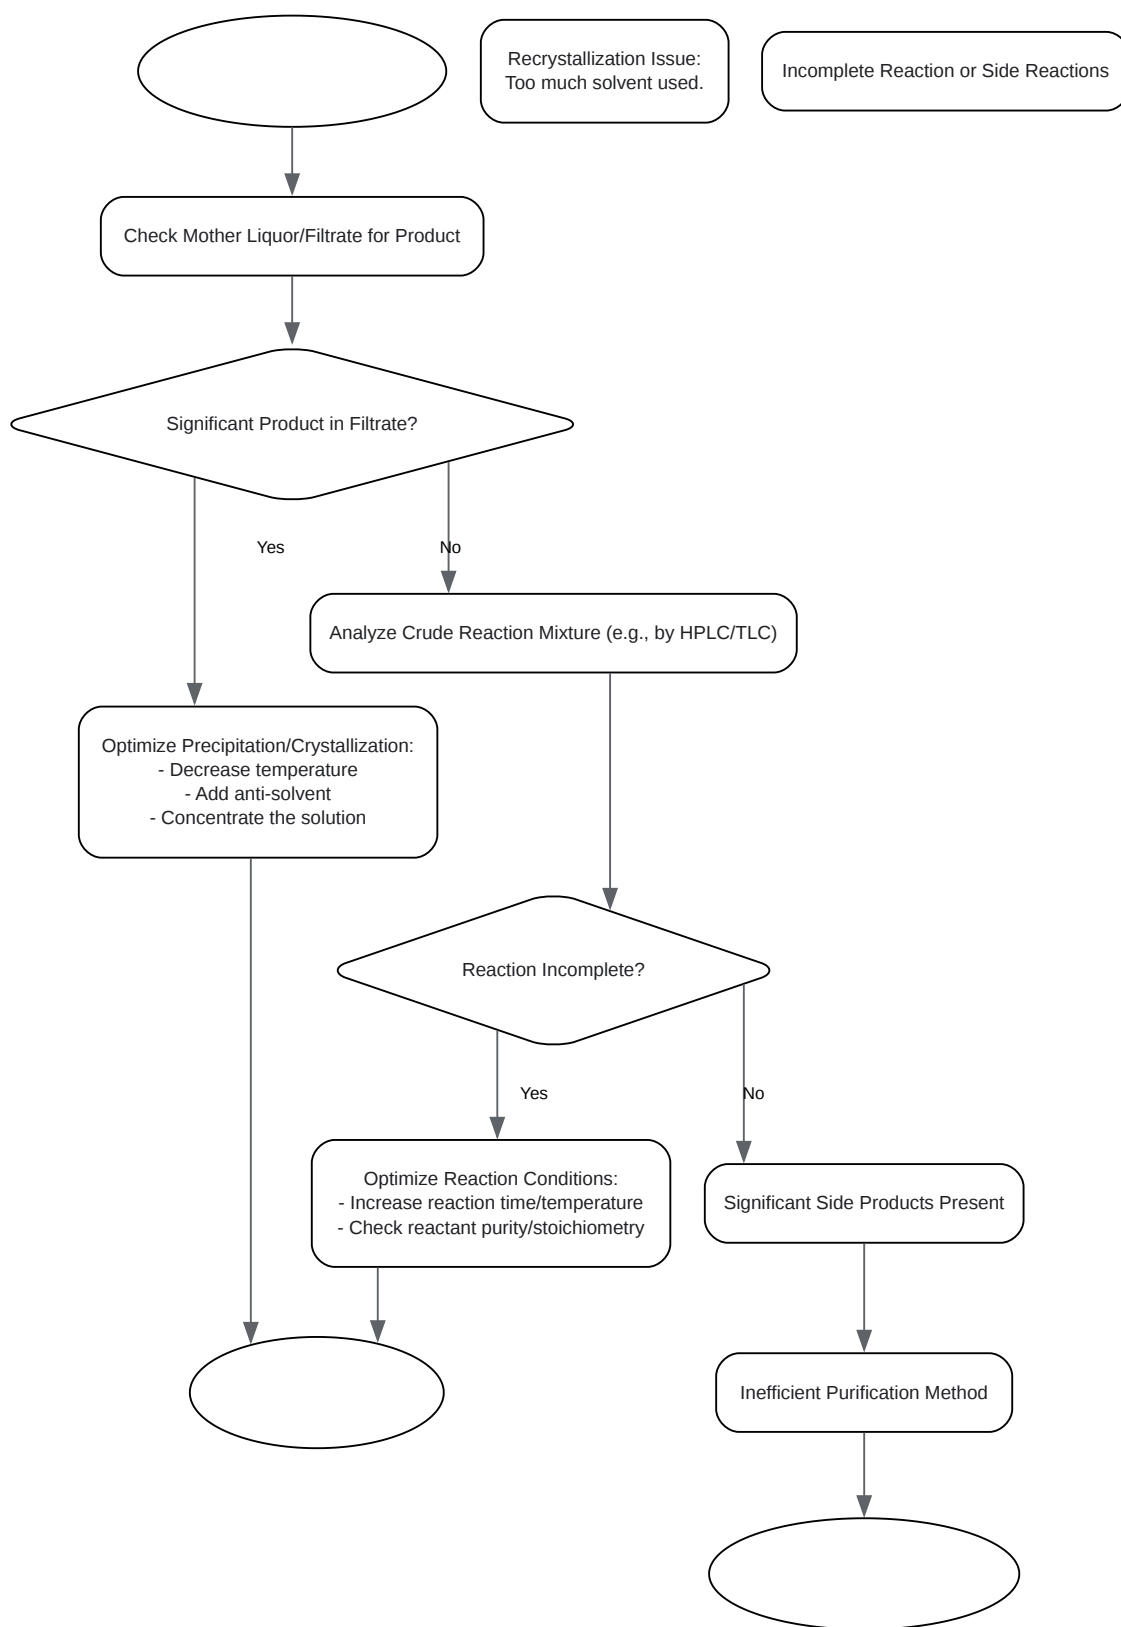 Recrystallization Issue:
Too much solvent used.
Incomplete Reaction or Side Reactions
Check Mother Liquor/Filtrate for Product
Significant Product in Filtrate?
Yes
No
Analyze Crude Reaction Mixture (e.g., by HPLC/TLC)
Optimize Precipitation/Crystallization:
- Decrease temperature
- Add anti-solvent
- Concentrate the solution
Reaction Incomplete?
Yes
No
Optimize Reaction Conditions:
- Increase reaction time/temperature
- Check reactant purity/stoichiometry
Significant Side Products Present
Inefficient Purification Method